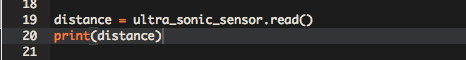 18
19 distance = ultra_sonic_sensor.read()
20 print(distance)
21